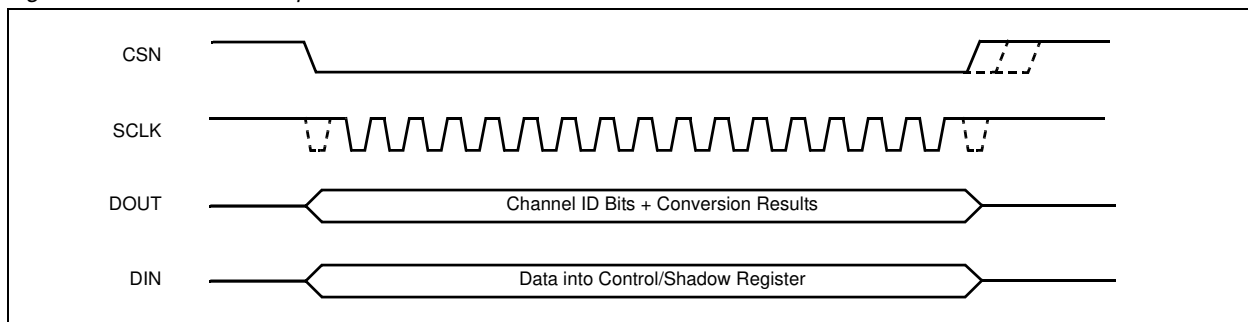 CSN
SCLK
DOUT
Channel ID Bits + Conversion Results
DIN
Data into Control/Shadow Register